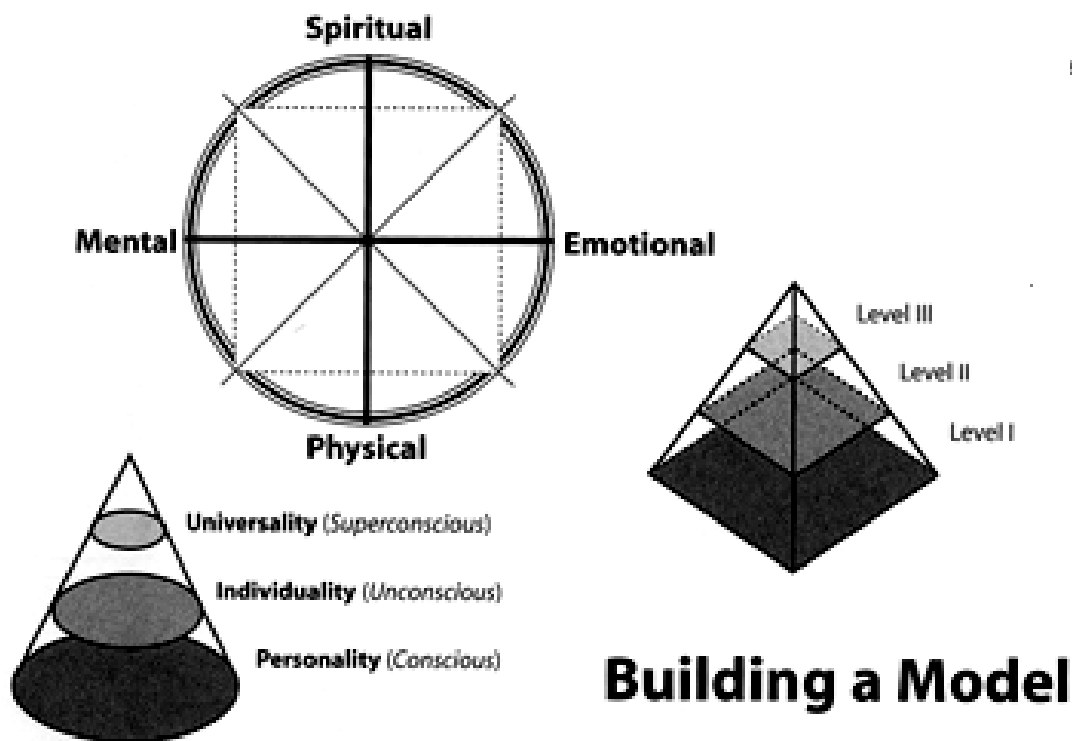 Spiritual
Mental
Emotional
Physical
Level III
Level II
Level I
Universality (Superconscious)
Individuality (Unconscious)
Personality (Conscious)
Building a Model